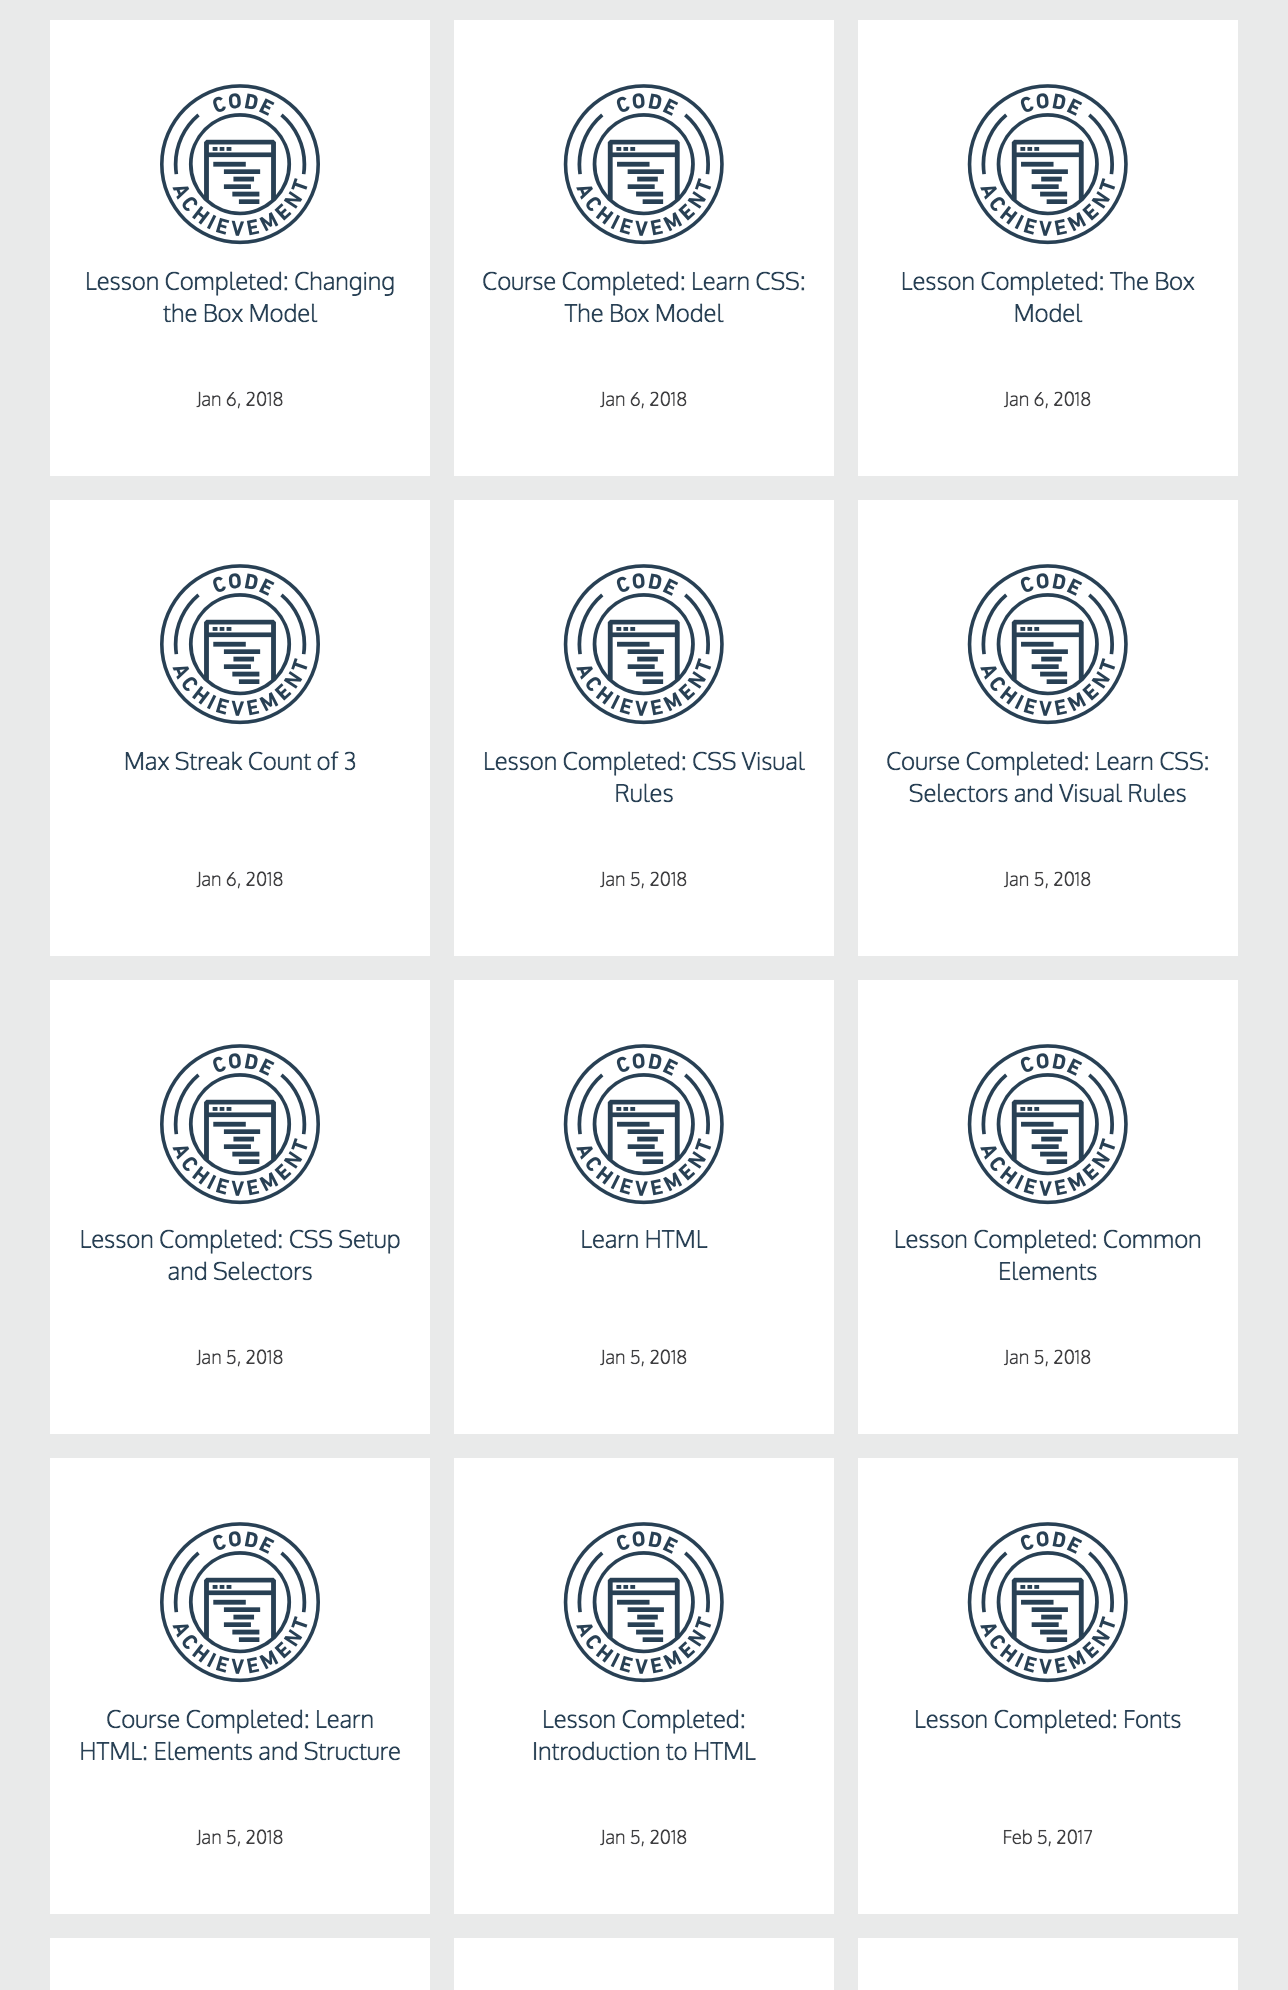 CODE
ACHIEVEMENT
Lesson Completed: Changing
the Box Model
Jan 6, 2018
CODE
ACHIEVEMENT
Course Completed: Learn CSS:
The Box Model
Jan 6, 2018
CODE
ACHIEVEMENT
Lesson Completed: The Box
Model
Jan 6, 2018
CODE
ACHIEVEMENT
Max Streak Count of 3
Jan 6, 2018
CODE
ACHIEVEMENT
Lesson Completed: CSS Visual
Rules
Jan 5, 2018
CODE
ACHIEVEMENT
Course Completed: Learn CSS:
Selectors and Visual Rules
Jan 5, 2018
CODE
ACHIEVEMENT
Lesson Completed: CSS Setup
and Selectors
Jan 5, 2018
CODE
ACHIEVEMENT
Learn HTML
Jan 5, 2018
CODE
ACHIEVEMENT
Lesson Completed: Common
Elements
Jan 5, 2018
CODE
ACHIEVEMENT
Course Completed: Learn
HTML: Elements and Structure
Jan 5, 2018
CODE
ACHIEVEMENT
Lesson Completed:
Introduction to HTML
Jan 5, 2018
CODE
ACHIEVEMENT
Lesson Completed: Fonts
Feb 5, 2017